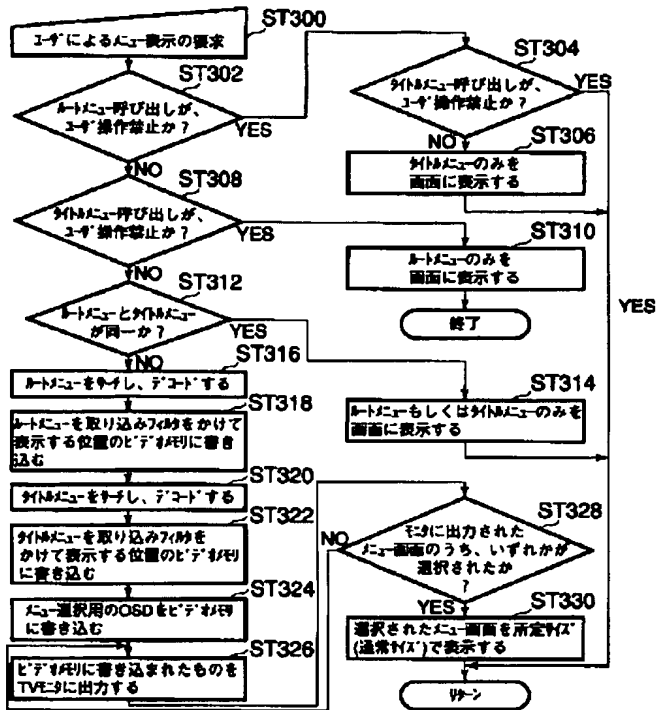 ST300
ユーザによるメニュー表示の要求
ST302
ルートメニュー呼び出しが、
ユーザ操作禁止か?
YES
NO
ST304
タイトルメニュー呼び出しが、
ユーザ操作禁止か?
YES
NO
ST306
タイトルメニューのみを
画面に表示する
ST308
タイトルメニュー呼び出しが、
ユーザ操作禁止か?
YES
NO
ST310
ルートメニューのみを
画面に表示する
終了
YES
ST312
ルートメニューとタイトルメニュー
が同一か?
YES
NO
ST314
ルートメニューもしくはタイトルメニューのみを
画面に表示する
ST316
ルートメニューをサーチし、デコードする
ST318
ルートメニューを取り込みフィルタをかけて
表示する位置のビデオメモリに書き
込む
ST320
タイトルメニューをサーチし、デコードする
ST322
タイトルメニューを取り込みフィルタを
かけて表示する位置のビデオメモリ
に書き込む
ST324
メニュー選択用のOSDをビデオメモリ
に書き込む
ST326
ビデオメモリに書き込まれたものを
TVモニタに出力する
ST328
モニタに出力された
メニュー画面のうち、いずれかが
選択されたか
?
NO
YES
ST330
選択されたメニュー画面を所定サイズ
(通常サイズ)で表示する
リターン